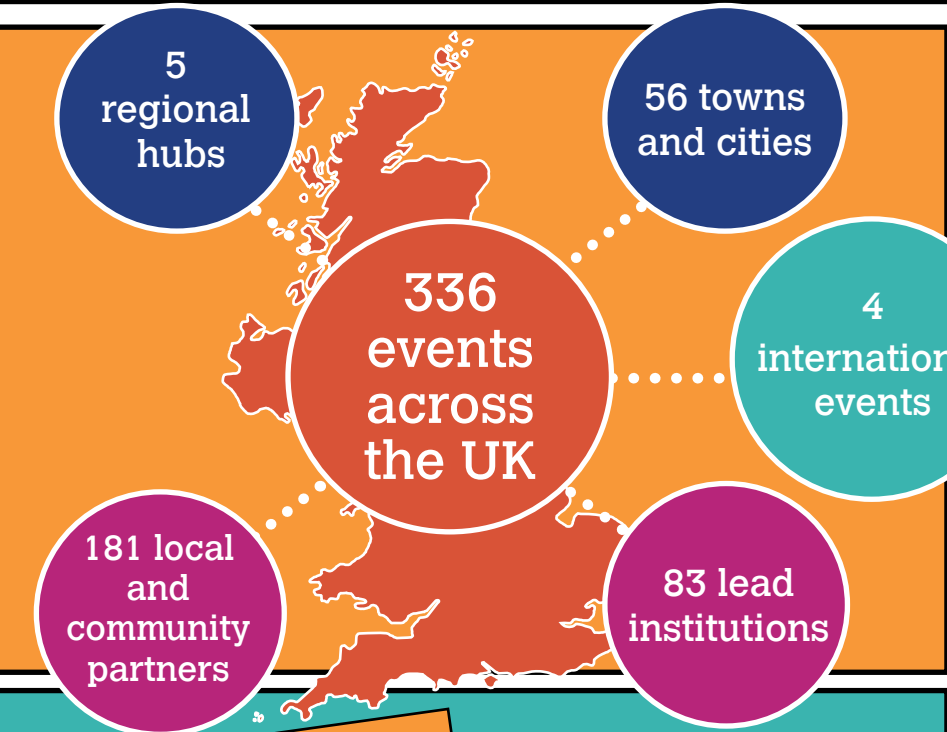 5
regional
hubs
56 towns
and cities
336
events
across
the UK
4
internation
events
181 local
and
community
partners
83 lead
institutions